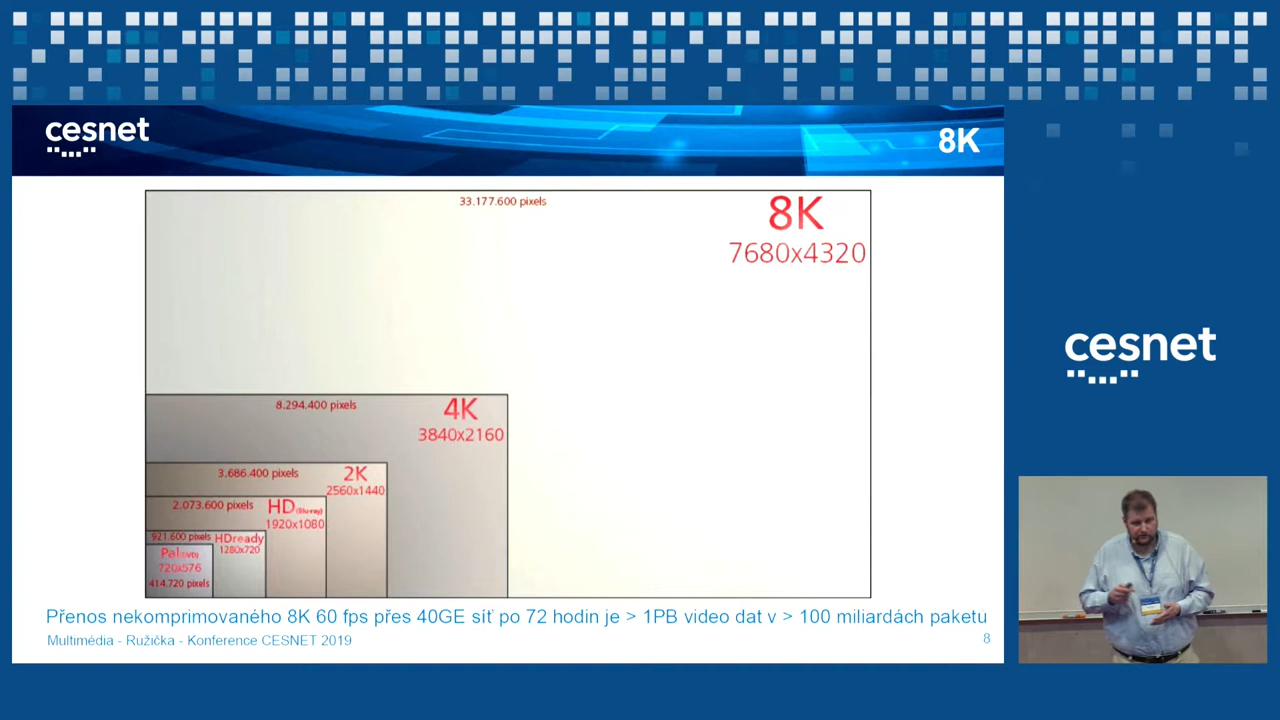 cesnet
8K
33.177.600 pixels
8K
7680x4320
8.294.400 pixels
4K
3840x2160
3.686.400 pixels
2K
2560x1440
2.073.600 pixels
HD (Blu-ray)
1920x1080
921.600 pixels
HDready
1280x720
Pal (DVD)
720x576
414.720 pixels
Přenos nekomprimovaného 8K 60 fps přes 40GE síť po 72 hodin je > 1PB video dat v > 100 miliardách paketu
Multimédia - Ružička - Konference CESNET 2019
8
cesnet